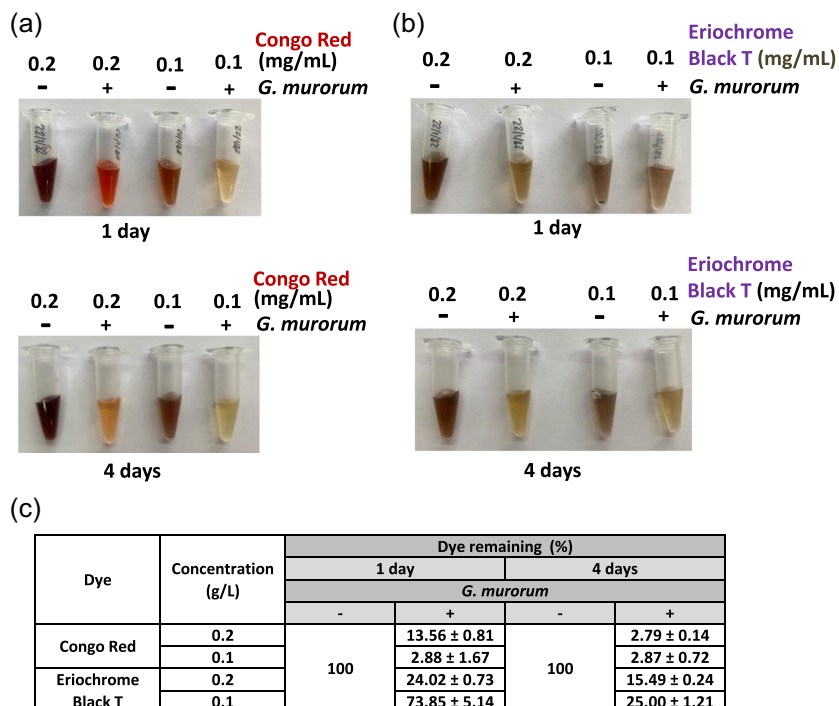 (a)
Congo Red
0.2 0.2 0.1 0.1 (mg/mL)
- + - + G. murorum
1 day
Congo Red
0.2 0.2 0.1 0.1 (mg/mL)
- + - + G. murorum
4 days
(b)
Eriochrome
0.2 0.2 0.1 0.1 Black T (mg/mL)
- + - + G. murorum
22/1/82 22/1/82
1 day
Eriochrome
0.2 0.2 0.1 0.1 Black T (mg/mL)
- + - + G. murorum
4 days
(c)
Dye remaining (%)
Dye Concentration 1 day 4 days
(g/L) G. murorum
- + - +
Congo Red 0.2 100 13.56 ± 0.81 100 2.79 ± 0.14
0.1 2.88 ± 1.67 2.87 ± 0.72
Eriochrome 0.2 24.02 ± 0.73 15.49 ± 0.24
Black T 0.1 73.85 ± 5.14 25.00 ± 1.21